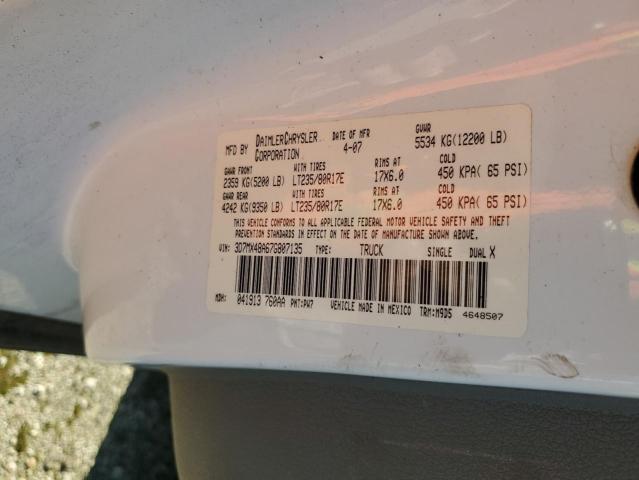 MFD BY DAIMLERCHRYSLER CORPORATION DATE OF MFR 4-07 GVWR 5534 KG(12200 LB)
GAWR FRONT WITH TIRES RIMS AT COLD
2359 KG(5200 LB) LT235/80R17E 17X6.0 450 KPA( 65 PSI)
GAWR REAR WITH TIRES RIMS AT COLD
4242 KG(9350 LB) LT235/80R17E 17X6.0 450 KPA( 65 PSI)
THIS VEHICLE CONFORMS TO ALL APPLICABLE FEDERAL MOTOR VEHICLE SAFETY AND THEFT
PREVENTION STANDARDS IN EFFECT ON THE DATE OF MANUFACTURE SHOWN ABOVE.
VIN: 3D7MX48A67G807135 TYPE: TRUCK SINGLE DUAL X
MDH: 041913 760AA PNT:PW7 VEHICLE MADE IN MEXICO TRM:M9D5 4648507